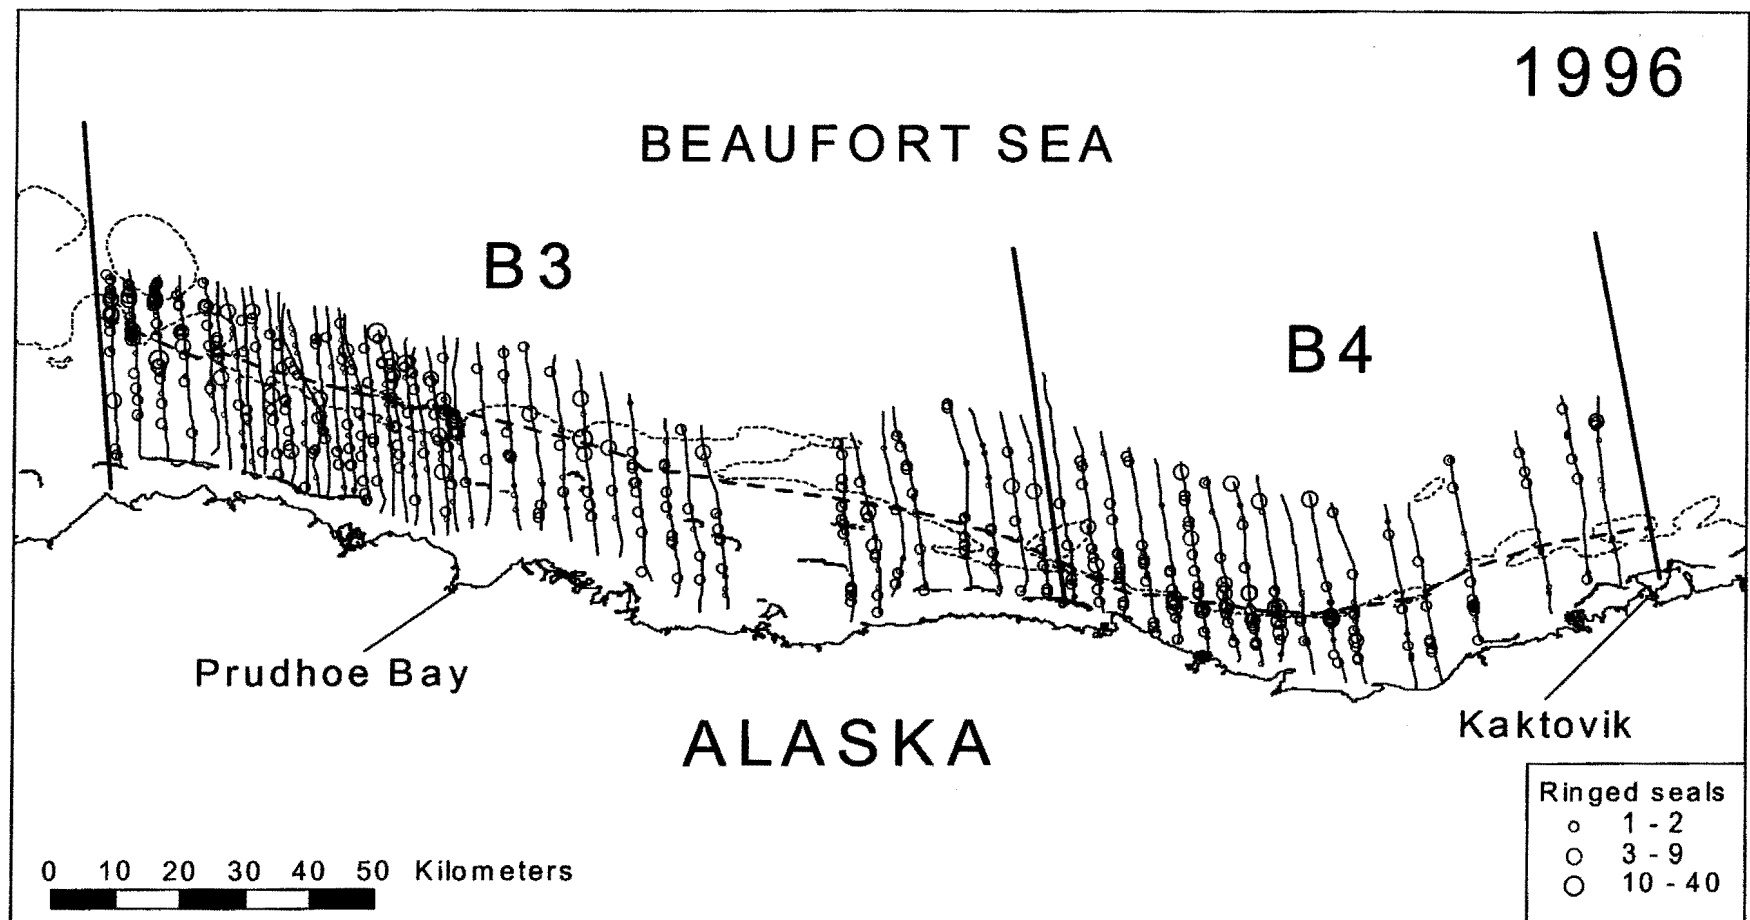 1996
BEAUFORT SEA
B3
B4
Prudhoe Bay
ALASKA
Kaktovik
Ringed seals
1 - 2
3 - 9
10 - 40
0 10 20 30 40 50 Kilometers